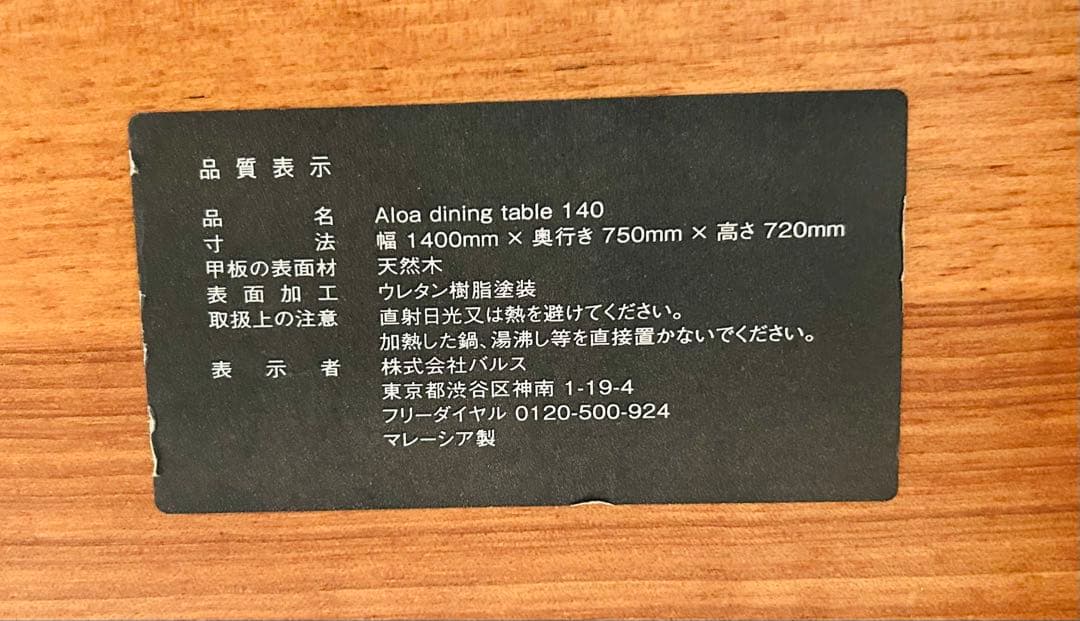 品質表示
品名 Aloa dining table 140
寸法 幅 1400mm × 奥行き 750mm × 高さ 720mm
甲板の表面材 天然木
表面加工 ウレタン樹脂塗装
取扱上の注意 直射日光又は熱を避けてください。
加熱した鍋、湯沸し等を直接置かないでください。
表示者 株式会社バルス
東京都渋谷区神南 1-19-4
フリーダイヤル 0120-500-924
マレーシア製